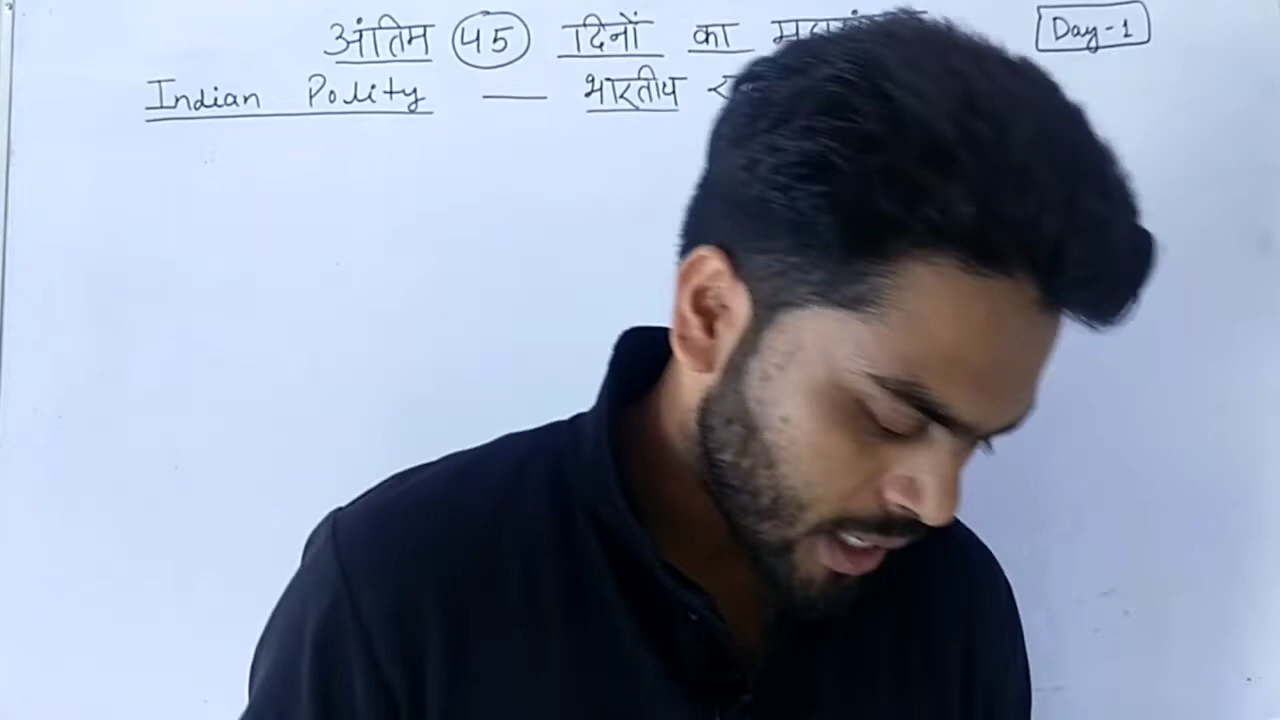 अंतिम 45 दिनों का Day-1
Indian Polity — भारतीय